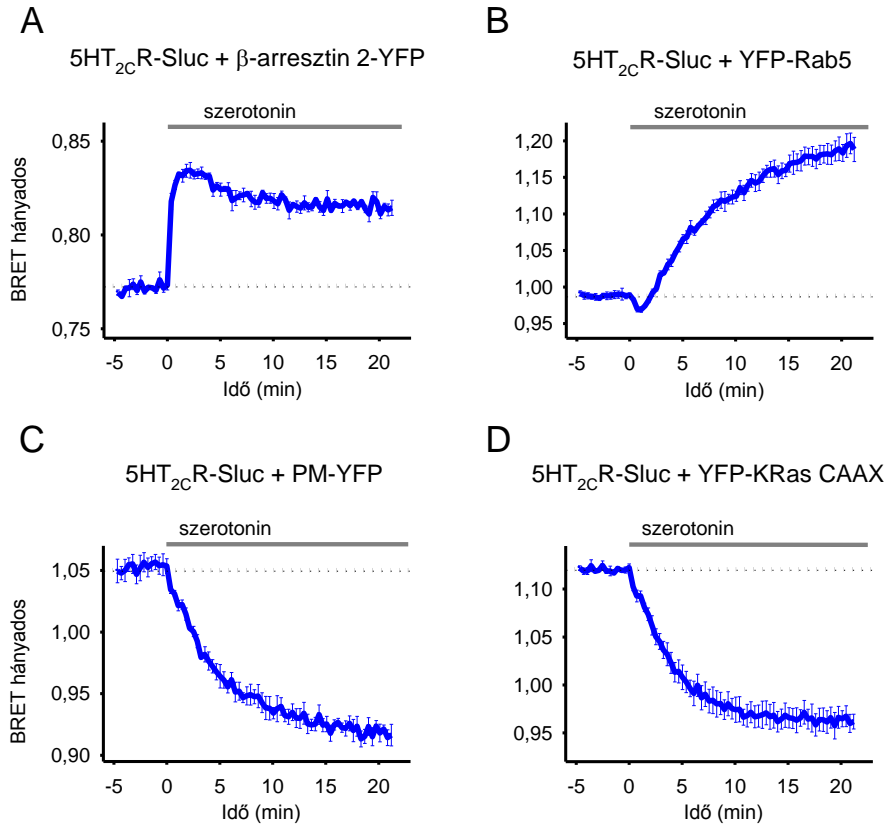 A
5HT2CR-Sluc + β-arresztin 2-YFP
szerotonin
0,85
0,80
0,75
BRET hányados
-5 0 5 10 15 20
Idő (min)
B
5HT2CR-Sluc + YFP-Rab5
szerotonin
1,20
1,15
1,10
1,05
1,00
0,95
-5 0 5 10 15 20
Idő (min)
C
5HT2CR-Sluc + PM-YFP
szerotonin
1,05
1,00
0,95
0,90
BRET hányados
-5 0 5 10 15 20
Idő (min)
D
5HT2CR-Sluc + YFP-KRas CAAX
szerotonin
1,10
1,05
1,00
0,95
-5 0 5 10 15 20
Idő (min)